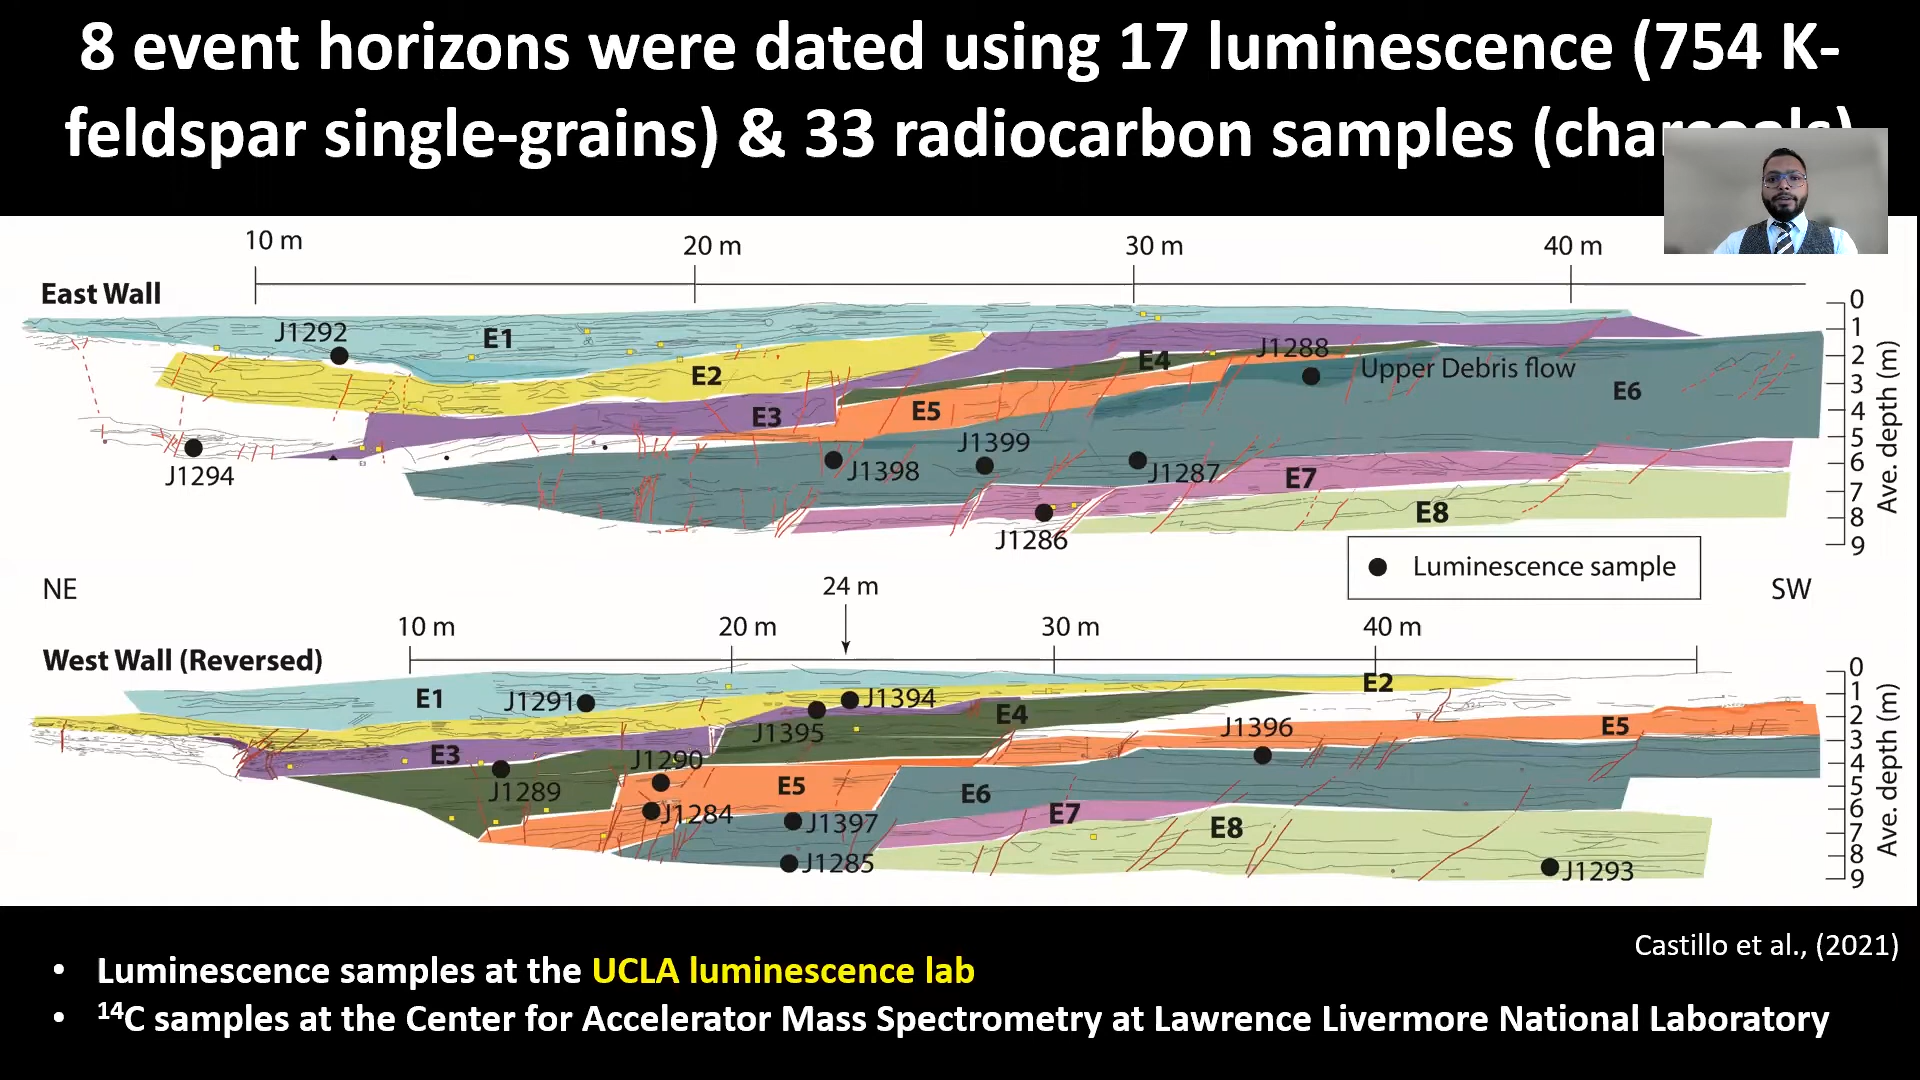 8 event horizons were dated using 17 luminescence (754 K-
feldspar single-grains) & 33 radiocarbon samples (charcoals)
10 m 20 m 30 m 40 m
East Wall
J1292
E1
E2
E3
E4
E5
J1288
Upper Debris flow
E6
J1294
J1398
J1399
J1287
E7
E8
J1286
E3
0
1
2
3
4
5
6
7
8
9
Ave. depth (m)
Luminescence sample
NE
24 m
SW
10 m 20 m 30 m 40 m
West Wall (Reversed)
E1
J1291
J1394
E2
J1395
E4
J1396
E5
E3
J1290
J1289
E5
E6
J1284
J1397
E7
E8
J1285
J1293
0
1
2
3
4
5
6
7
8
9
Ave. depth (m)
Castillo et al., (2021)
• Luminescence samples at the UCLA luminescence lab
• ¹⁴C samples at the Center for Accelerator Mass Spectrometry at Lawrence Livermore National Laboratory